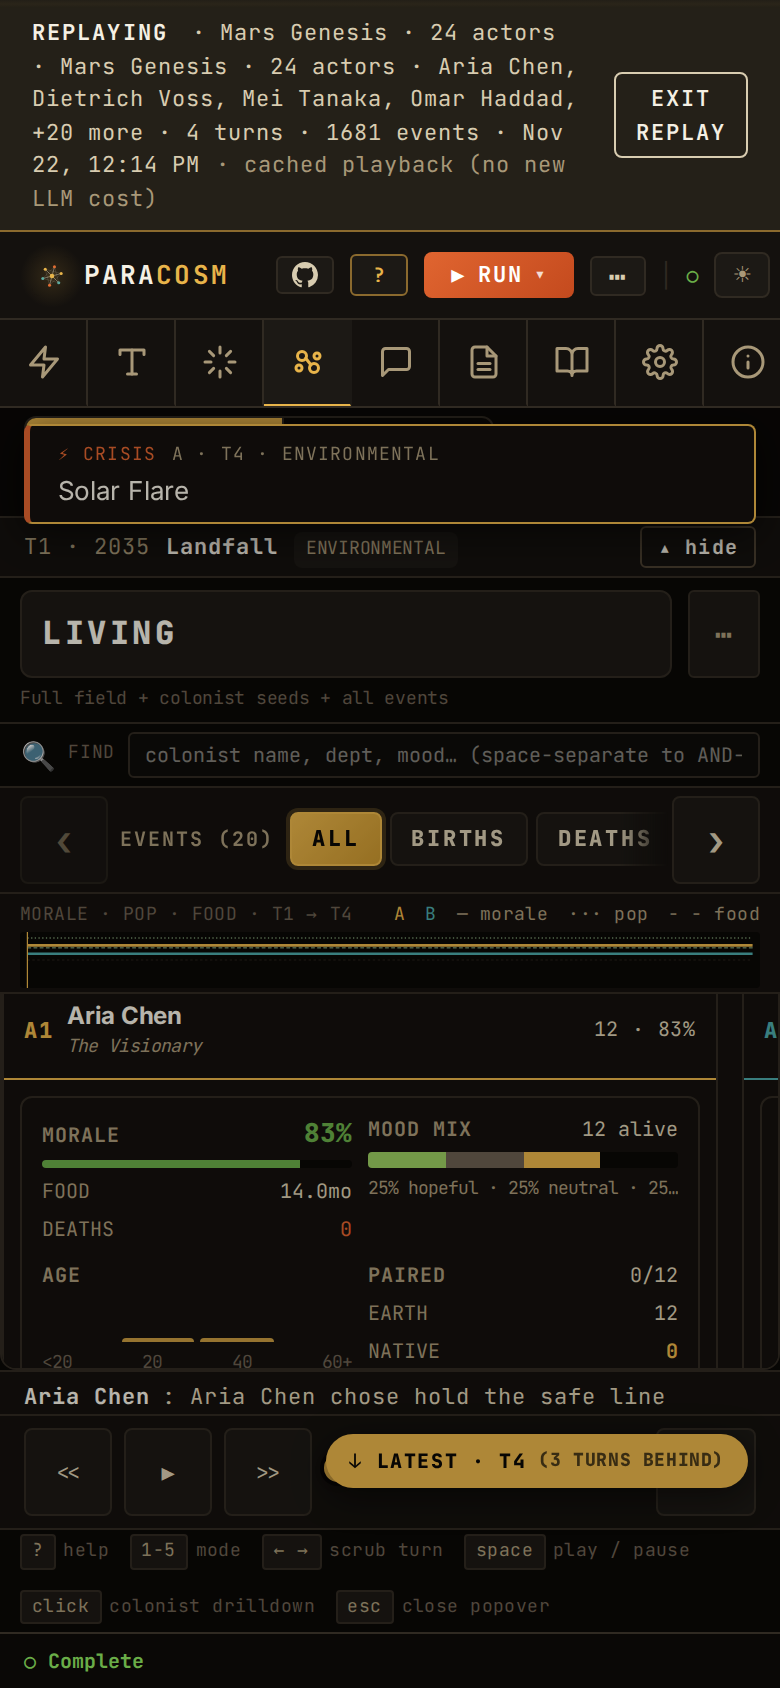 REPLAYING · Mars Genesis · 24 actors
· Mars Genesis · 24 actors · Aria Chen,
Dietrich Voss, Mei Tanaka, Omar Haddad,
+20 more · 4 turns · 1681 events · Nov
22, 12:14 PM · cached playback (no new
LLM cost)
EXIT
REPLAY
PARACOSM
?
▶ RUN ▾
…
⚡ CRISIS A · T4 · ENVIRONMENTAL
Solar Flare
T1 · 2035 Landfall ENVIRONMENTAL
▴ hide
LIVING
…
Full field + colonist seeds + all events
FIND colonist name, dept, mood… (space-separate to AND-
‹ EVENTS (20) ALL BIRTHS DEATHS ›
MORALE · POP · FOOD · T1 → T4 A B — morale ··· pop - - food
A1 Aria Chen 12 · 83% A
The Visionary
MORALE 83% MOOD MIX 12 alive
FOOD 14.0mo 25% hopeful · 25% neutral · 25…
DEATHS 0
AGE PAIRED 0/12
EARTH 12
<20 20 40 60+ NATIVE 0
Aria Chen : Aria Chen chose hold the safe line
<< ▶ >> ↓ LATEST · T4 (3 TURNS BEHIND)
? help 1-5 mode ← → scrub turn space play / pause
click colonist drilldown esc close popover
○ Complete